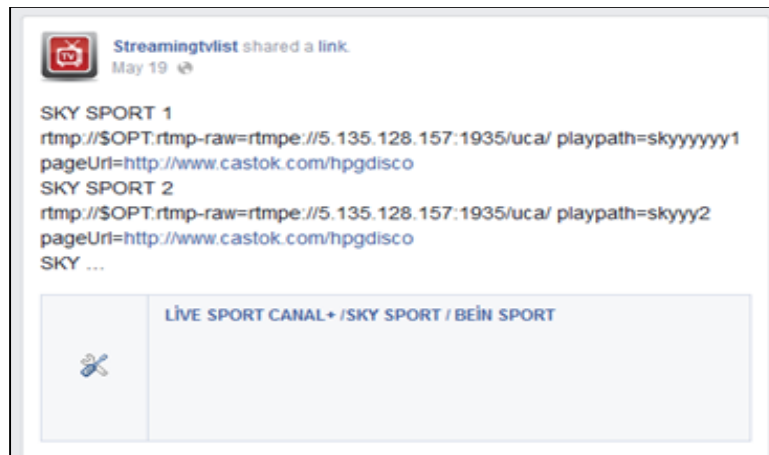 TV
Streamingtvlist shared a link.
May 19
SKY SPORT 1
rtmp://$OPT:rtmp-raw=rtmpe://5.135.128.157:1935/uca/ playpath=skyyyyyy1
pageUrl=http://www.castok.com/hpgdisco
SKY SPORT 2
rtmp://$OPT:rtmp-raw=rtmpe://5.135.128.157:1935/uca/ playpath=skyyy2
pageUrl=http://www.castok.com/hpgdisco
SKY ...
LİVE SPORT CANAL+ /SKY SPORT / BEİN SPORT